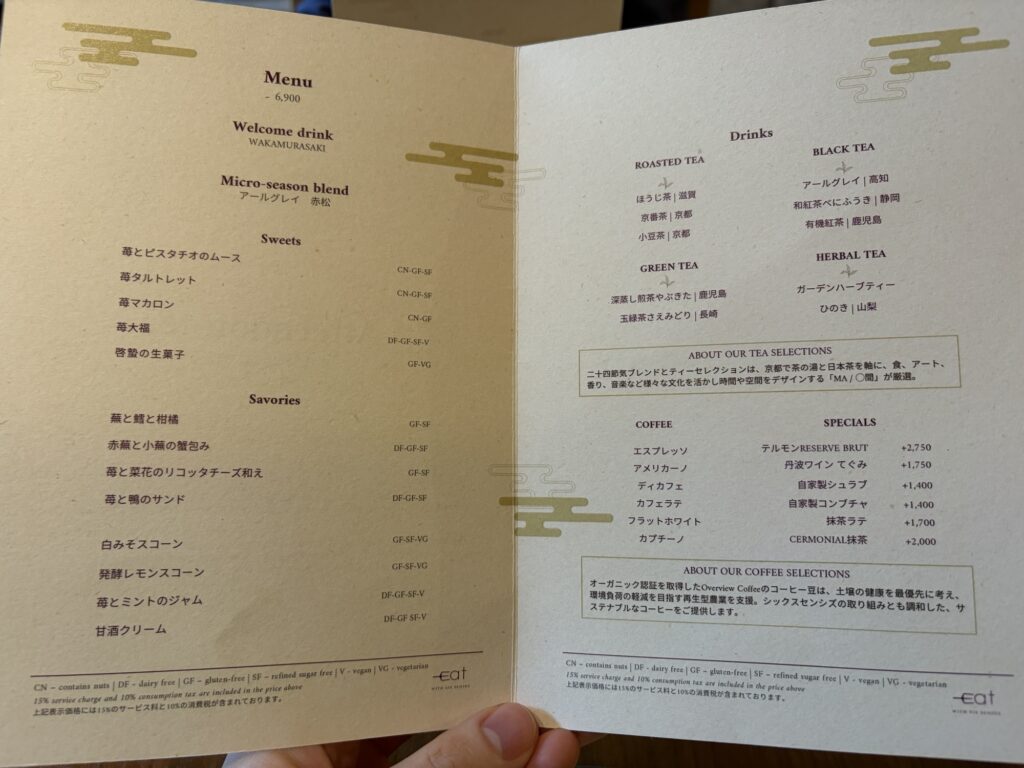 Menu
- 6,900
Welcome drink
WAKAMURASAKI
Micro-season blend
アールグレイ 赤松
Sweets
苺とピスタチオのムース CN-GF-SF
苺タルトレット CN-GF-SF
苺マカロン CN-GF
苺大福 DF-GF-SF-V
啓蟄の生菓子 GF-VG
Savories
蕪と鱈と柑橘 GF-SF
赤蕪と小蕪の蟹包み DF-GF-SF
苺と菜花のリコッタチーズ和え GF-SF
苺と鴨のサンド DF-GF-SF
白みそスコーン GF-SF-VG
発酵レモンスコーン GF-SF-VG
苺とミントのジャム DF-GF-SF-V
甘酒クリーム DF-GF SF-V
CN – contains nuts | DF - dairy free | GF – gluten-free | SF – refined sugar free | V - vegan | VG - vegetarian
15% service charge and 10% consumption tax are included in the price above
上記表示価格には15%のサービス料と10%の消費税が含まれております。
Eat
WITH SIX SENSES
Drinks
ROASTED TEA
ほうじ茶 | 滋賀
京番茶 | 京都
小豆茶 | 京都
BLACK TEA
アールグレイ | 高知
和紅茶べにふうき | 静岡
有機紅茶 | 鹿児島
GREEN TEA
深蒸し煎茶やぶきた | 鹿児島
玉緑茶さえみどり | 長崎
HERBAL TEA
ガーデンハーブティー
ひのき | 山梨
ABOUT OUR TEA SELECTIONS
二十四節気ブレンドとティーセレクションは、京都で茶の湯と日本茶を軸に、食、アート、
香り、音楽など様々な文化を活かし時間や空間をデザインする「MA / 〇間」が厳選。
COFFEE
エスプレッソ
アメリカーノ
ディカフェ
カフェラテ
フラットホワイト
カプチーノ
SPECIALS
テルモンRESERVE BRUT +2,750
丹波ワイン てぐみ +1,750
自家製シュラブ +1,400
自家製コンブチャ +1,400
抹茶ラテ +1,700
CERMONIAL抹茶 +2,000
ABOUT OUR COFFEE SELECTIONS
オーガニック認証を取得したOverview Coffeeのコーヒー豆は、土壌の健康を最優先に考え、
環境負荷の軽減を目指す再生型農業を支援。シックスセンシズの取り組みとも調和した、サ
ステナブルなコーヒーをご提供します。
CN – contains nuts | DF - dairy free | GF – gluten-free | SF – refined sugar free | V - vegan | VG - vegetarian
15% service charge and 10% consumption tax are included in the price above
上記表示価格には15%のサービス料と10%の消費税が含まれております。
Eat
WITH SIX SENSES